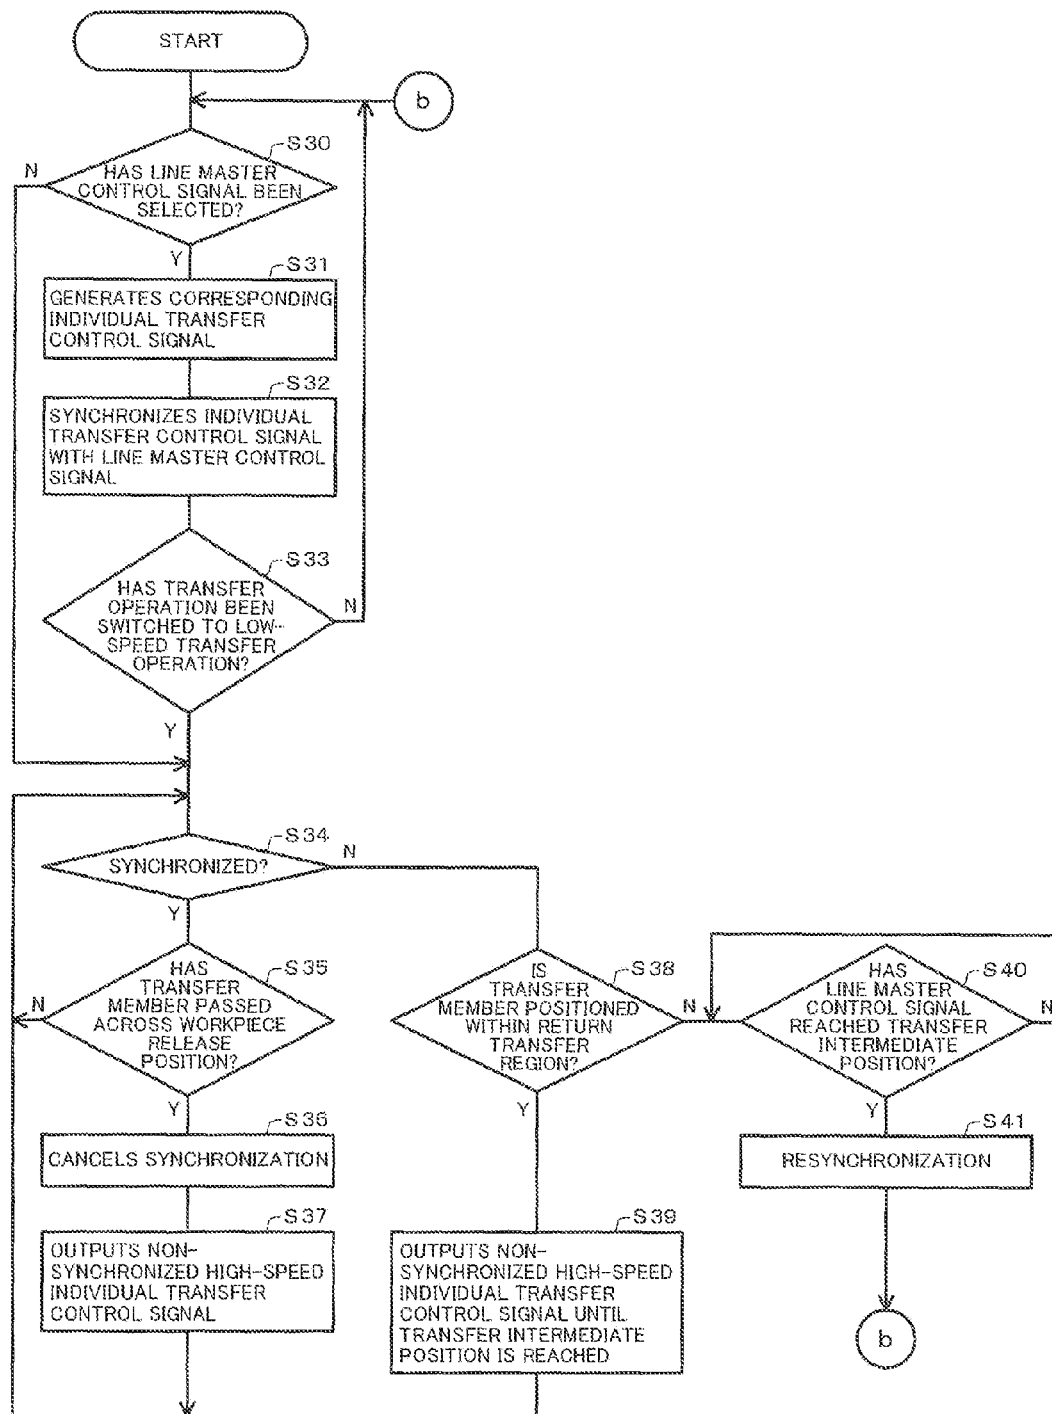 START
b
S30
N
HAS LINE MASTER
CONTROL SIGNAL BEEN
SELECTED?
Y
S31
GENERATES CORRESPONDING
INDIVIDUAL TRANSFER
CONTROL SIGNAL
S32
SYNCHRONIZES INDIVIDUAL
TRANSFER CONTROL SIGNAL
WITH LINE MASTER CONTROL
SIGNAL
S33
HAS TRANSFER
OPERATION BEEN
SWITCHED TO LOW-
SPEED TRANSFER
OPERATION?
N
Y
S34
SYNCHRONIZED?
N
Y
S35
HAS
TRANSFER
MEMBER PASSED
ACROSS WORKPIECE
RELEASE
POSITION?
N
Y
S36
CANCELS SYNCHRONIZATION
S37
OUTPUTS NON-
SYNCHRONIZED HIGH-SPEED
INDIVIDUAL TRANSFER
CONTROL SIGNAL
S38
IS
TRANSFER
MEMBER POSITIONED
WITHIN RETURN
TRANSFER
REGION?
N
Y
S39
OUTPUTS NON-
SYNCHRONIZED HIGH-SPEED
INDIVIDUAL TRANSFER
CONTROL SIGNAL UNTIL
TRANSFER INTERMEDIATE
POSITION IS REACHED
S40
HAS
LINE MASTER
CONTROL SIGNAL
REACHED TRANSFER
INTERMEDIATE
POSITION?
N
Y
S41
RESYNCHRONIZATION
b